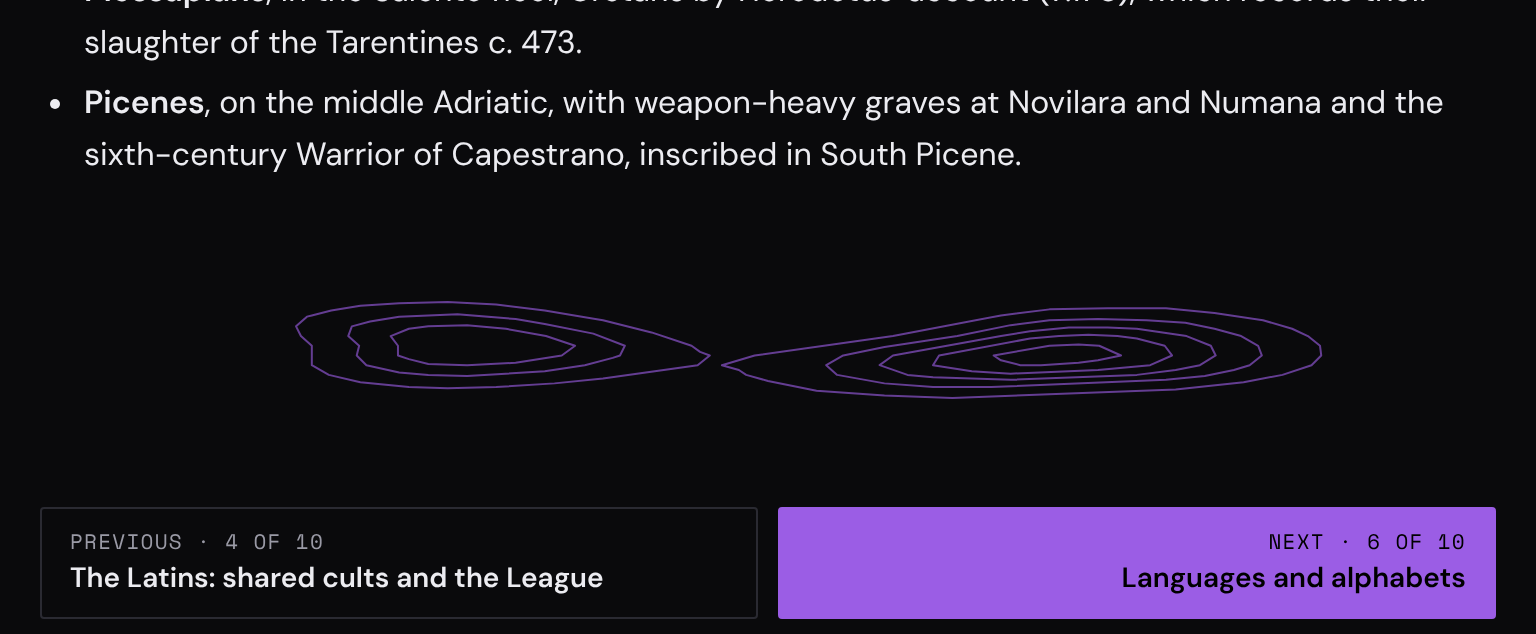 slaughter of the Tarentines c. 473.
• Picenes, on the middle Adriatic, with weapon-heavy graves at Novilara and Numana and the
sixth-century Warrior of Capestrano, inscribed in South Picene.
PREVIOUS · 4 OF 10
The Latins: shared cults and the League
NEXT · 6 OF 10
Languages and alphabets